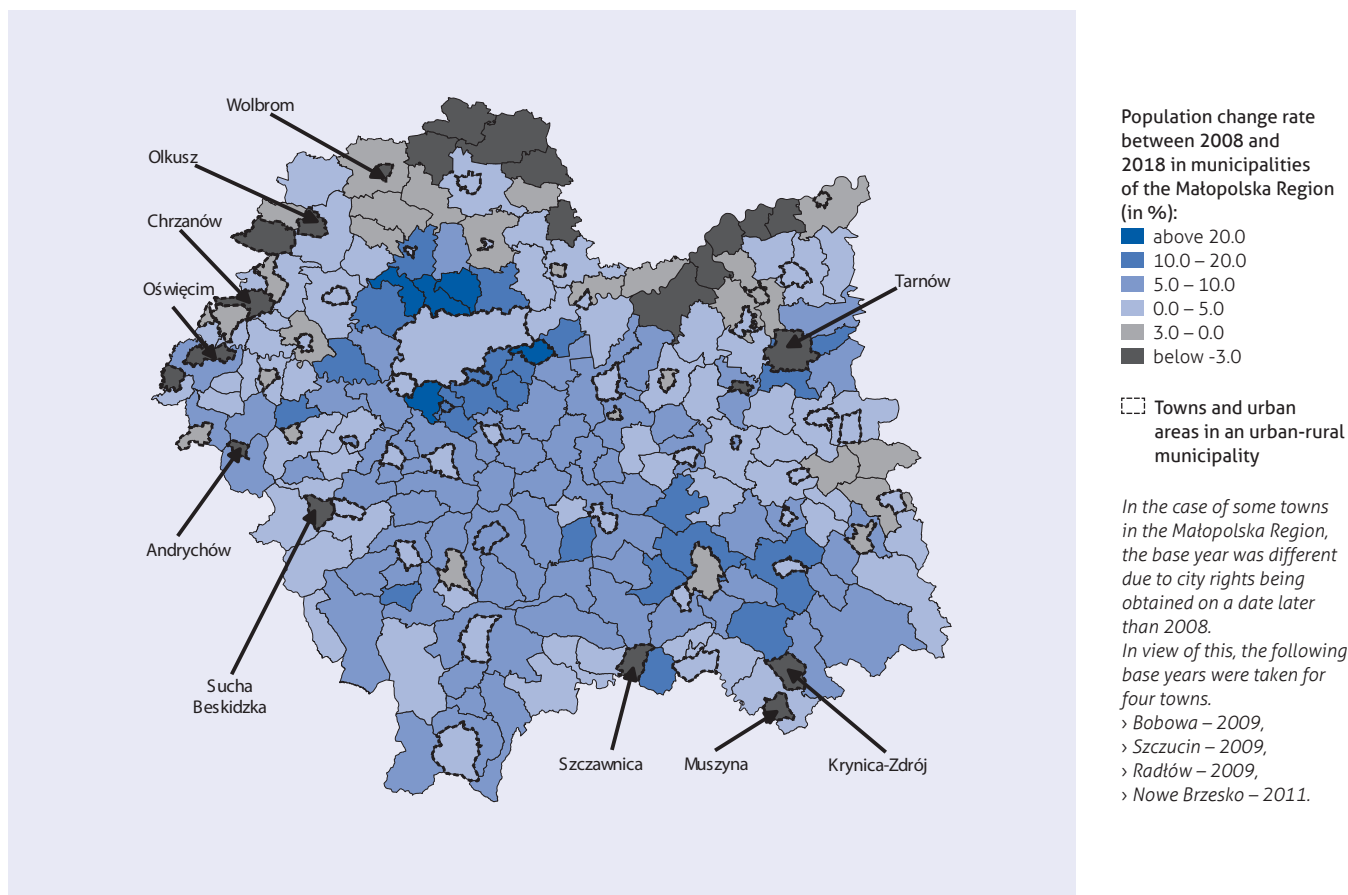 Wolbrom
Olkusz
Chrzanów
Oświęcim
Tarnów
Andrychów
Sucha
Beskidzka
Szczawnica
Muszyna
Krynica-Zdrój
Population change rate
between 2008 and
2018 in municipalities
of the Małopolska Region
(in %):
above 20.0
10.0 – 20.0
5.0 – 10.0
0.0 – 5.0
3.0 – 0.0
below -3.0
Towns and urban
areas in an urban-rural
municipality
In the case of some towns
in the Małopolska Region,
the base year was different
due to city rights being
obtained on a date later
than 2008.
In view of this, the following
base years were taken for
four towns.
› Bobowa – 2009,
› Szczucin – 2009,
› Radłów – 2009,
› Nowe Brzesko – 2011.